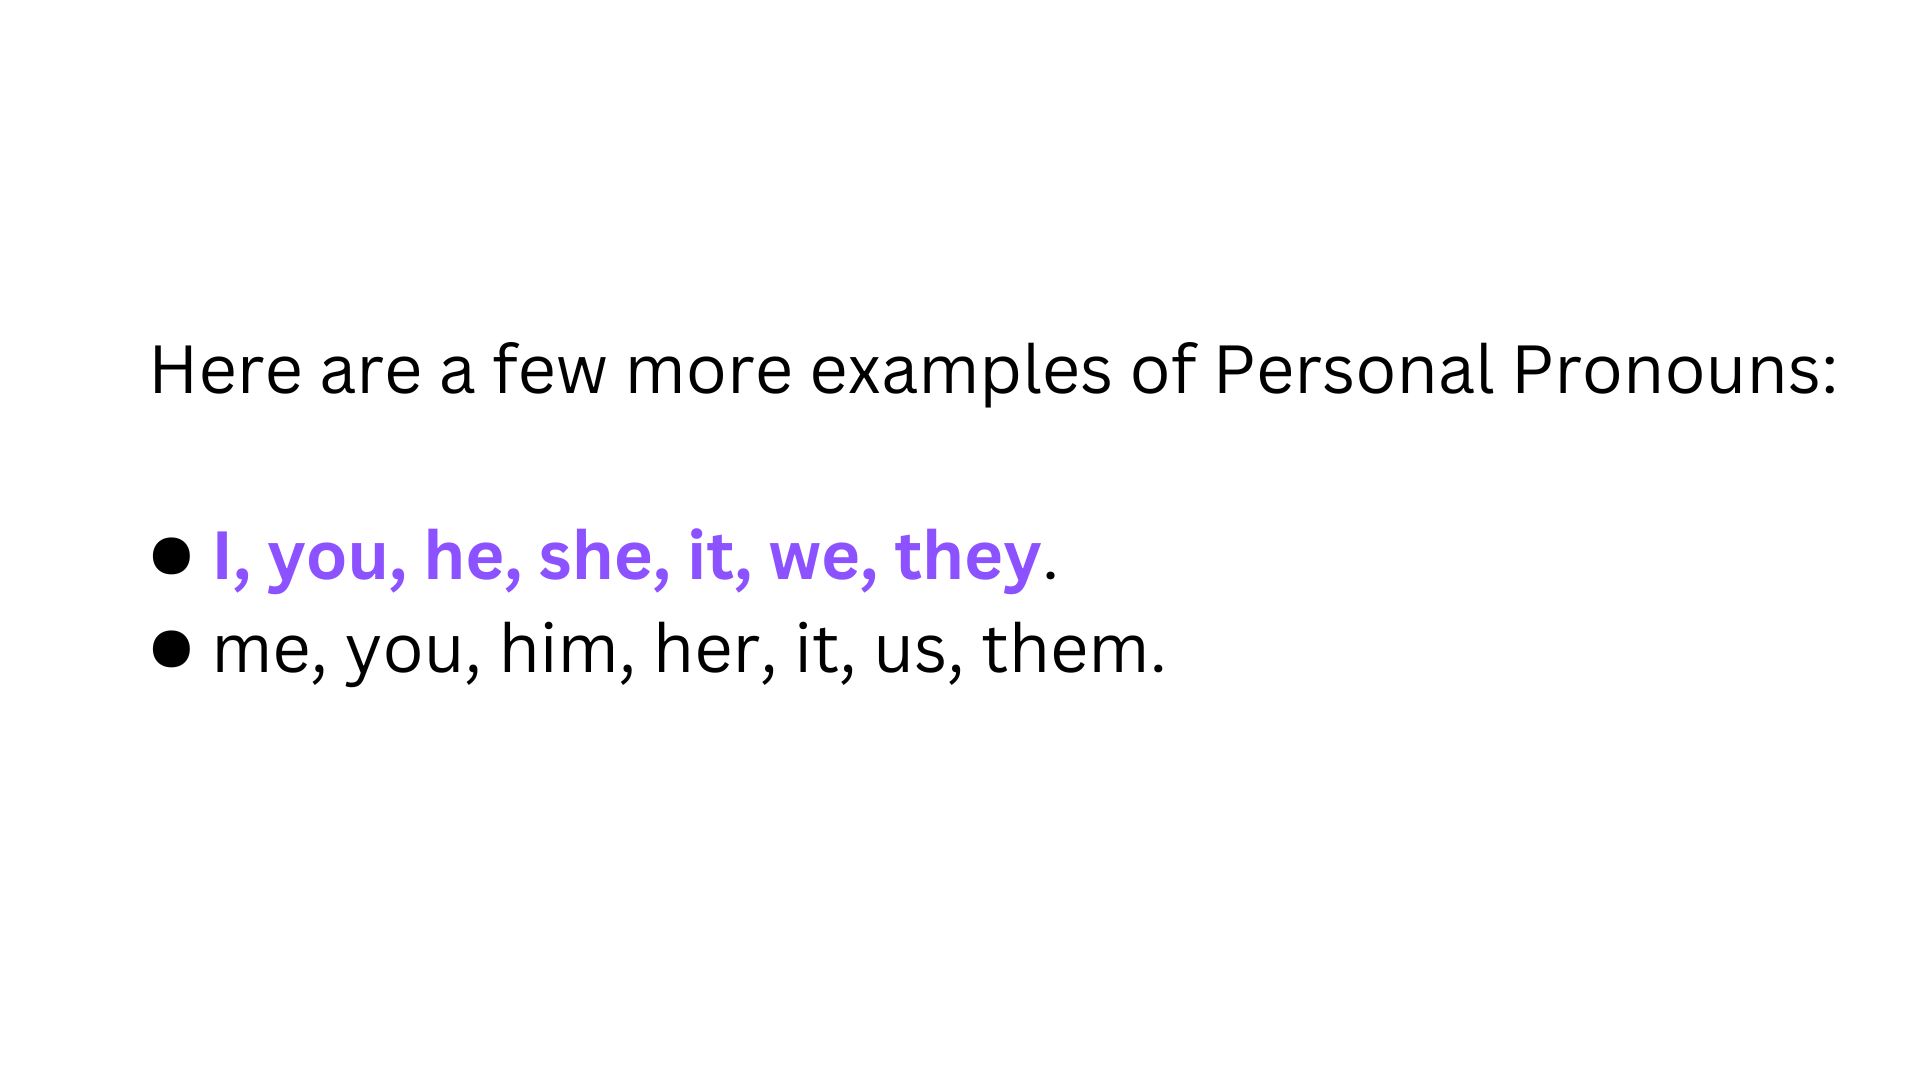 Here are a few more examples of Personal Pronouns:
● I, you, he, she, it, we, they.
● me, you, him, her, it, us, them.